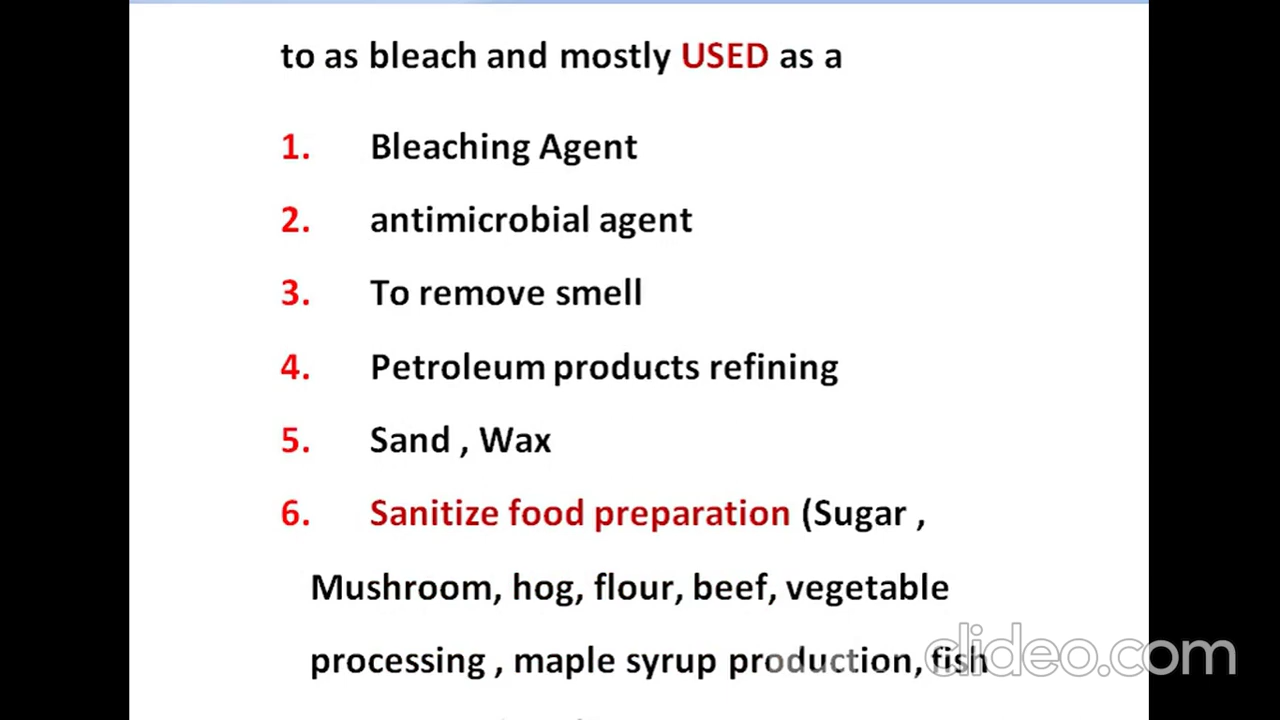 to as bleach and mostly USED as a
1. Bleaching Agent
2. antimicrobial agent
3. To remove smell
4. Petroleum products refining
5. Sand , Wax
6. Sanitize food preparation (Sugar ,
Mushroom, hog, flour, beef, vegetable
processing , maple syrup production, fish
clideo.com